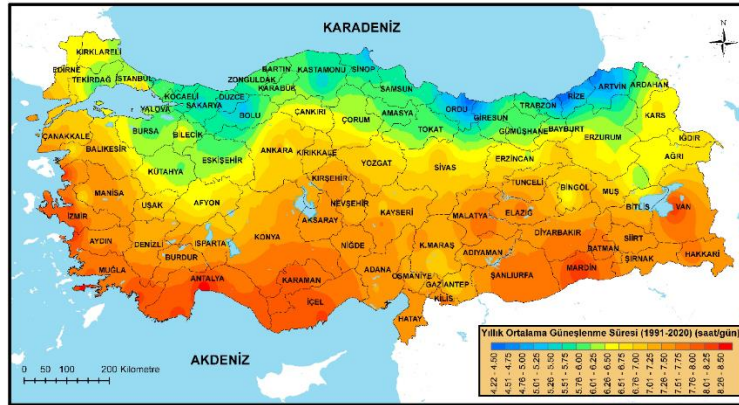 KARADENİZ
N
KIRKLARELİ
EDİRNE
TEKİRDAĞ
İSTANBUL
KOCAELİ
YALOVA
SAKARYA
DÜZCE
ZONGULDAK
BARTIN
KARABÜK
KASTAMONU
SİNOP
SAMSUN
ORDU
GİRESUN
TRABZON
RİZE
ARTVİN
ARDAHAN
KARS
IĞDIR
AĞRI
ÇANAKKALE
BALIKESİR
BURSA
BİLECİK
BOLU
ESKİŞEHİR
KÜTAHYA
ANKARA
ÇANKIRI
KIRIKKALE
ÇORUM
AMASYA
TOKAT
YOZGAT
SİVAS
GÜMÜŞHANE
BAYBURT
ERZURUM
ERZİNCAN
TUNCELİ
BİNGÖL
MUŞ
BİTLİS
VAN
MANİSA
İZMİR
UŞAK
AFYON
KIRŞEHİR
NEVŞEHİR
AKSARAY
KAYSERİ
MALATYA
ELAZIĞ
DİYARBAKIR
BATMAN
SİİRT
ŞIRNAK
HAKKARİ
AYDIN
DENİZLİ
ISPARTA
BURDUR
KONYA
NİĞDE
K.MARAŞ
ADIYAMAN
ŞANLIURFA
MARDİN
MUĞLA
ANTALYA
KARAMAN
İÇEL
ADANA
OSMANİYE
GAZİANTEP
KİLİS
HATAY
AKDENİZ
0 50 100 200 Kilometre
Yıllık Ortalama Güneşlenme Süresi (1991-2020) (saat/gün)
4.22 - 4.50
4.51 - 4.75
4.76 - 5.00
5.01 - 5.25
5.26 - 5.50
5.51 - 5.75
5.76 - 6.00
6.01 - 6.25
6.26 - 6.50
6.51 - 6.75
6.76 - 7.00
7.01 - 7.25
7.26 - 7.50
7.51 - 7.75
7.76 - 8.00
8.01 - 8.25
8.26 - 8.50